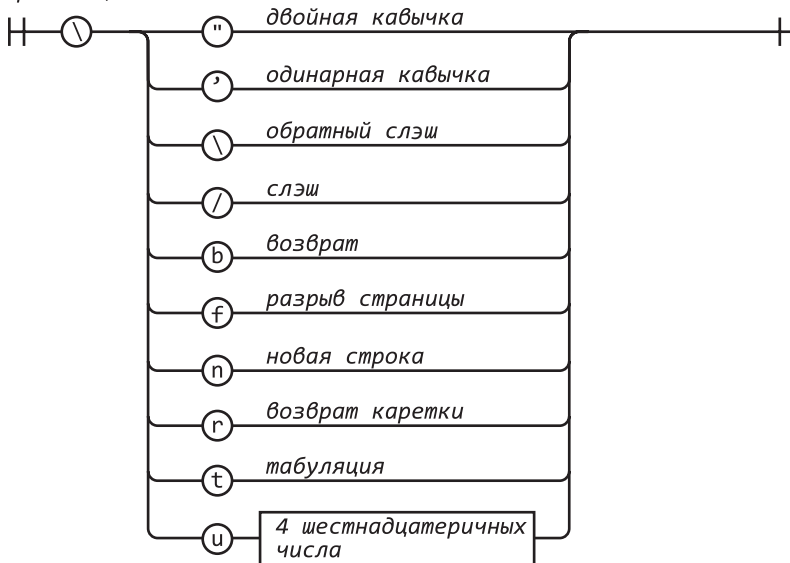 \
" двойная кавычка
’ одинарная кавычка
\ обратный слэш
/ слэш
b возврат
f разрыв страницы
n новая строка
r возврат каретки
t табуляция
u 4 шестнадцатеричных
числа